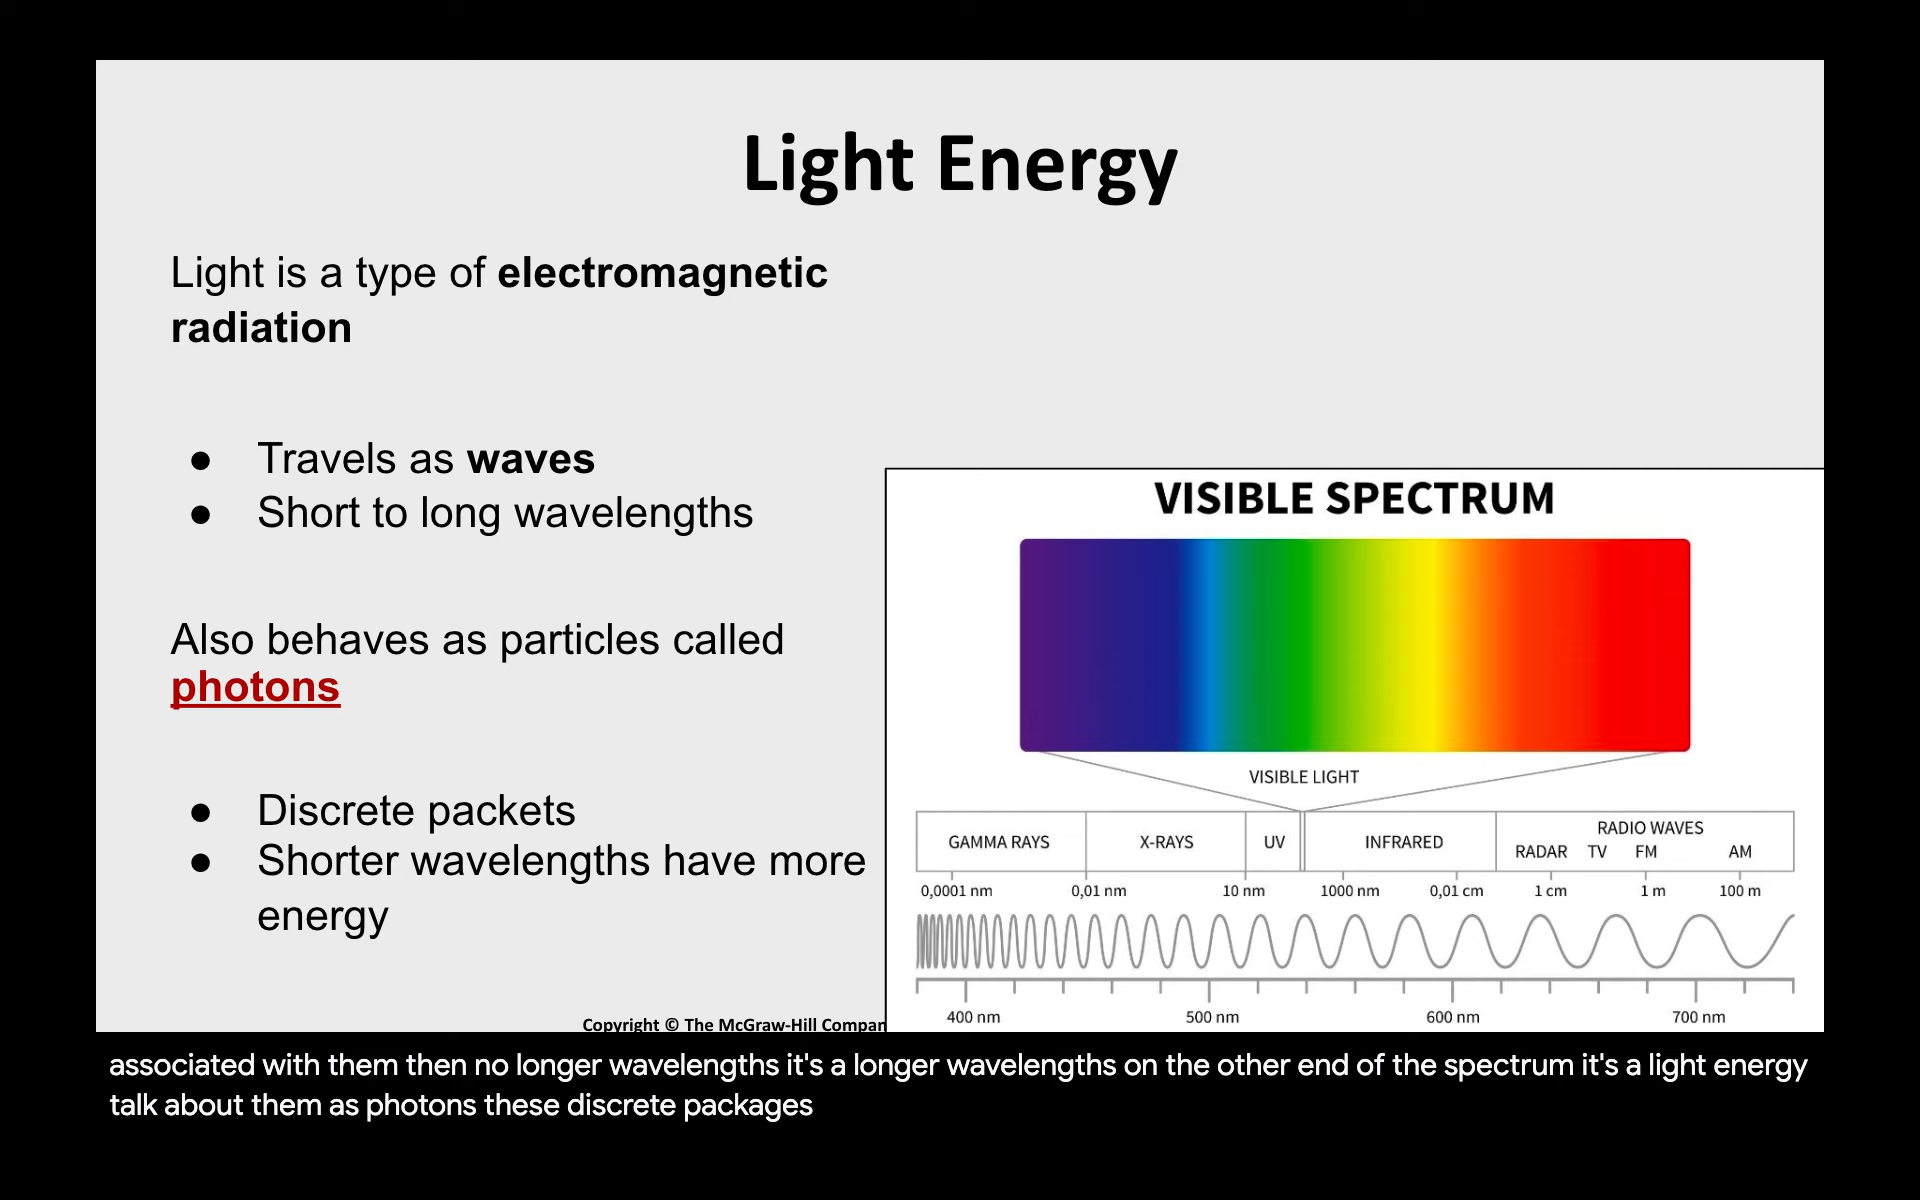 Light Energy
Light is a type of electromagnetic
radiation
● Travels as waves
● Short to long wavelengths
Also behaves as particles called
photons
● Discrete packets
● Shorter wavelengths have more
energy
Copyright © The McGraw-Hill Compan
VISIBLE SPECTRUM
VISIBLE LIGHT
GAMMA RAYS X-RAYS UV INFRARED RADIO WAVES
RADAR TV FM AM
0,0001 nm 0,01 nm 10 nm 1000 nm 0,01 cm 1 cm 1 m 100 m
400 nm 500 nm 600 nm 700 nm
associated with them then no longer wavelengths it's a longer wavelengths on the other end of the spectrum it's a light energy
talk about them as photons these discrete packages